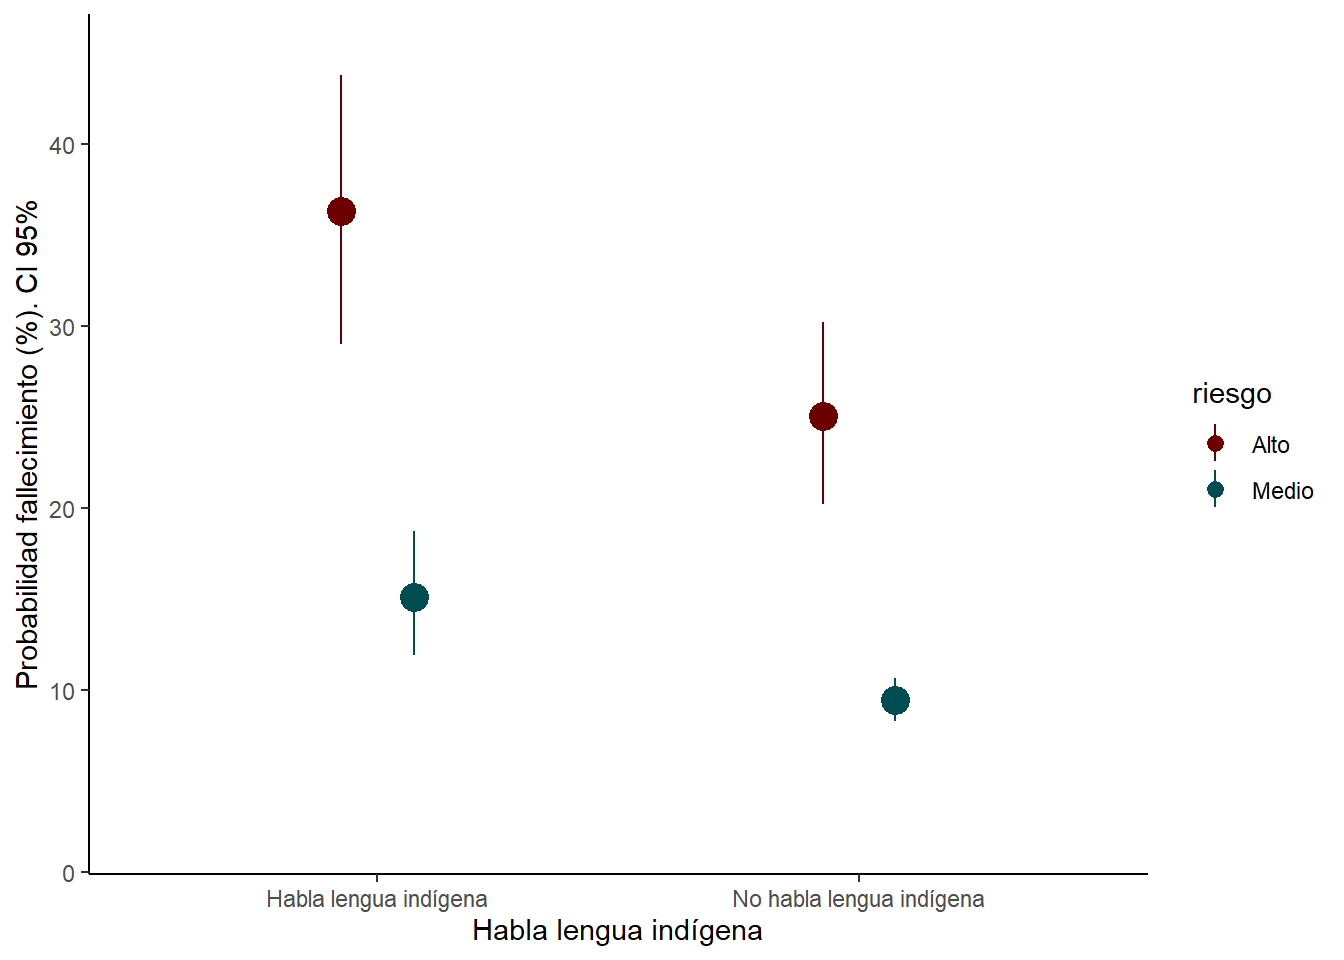 Probabilidad fallecimiento (%). CI 95%
40
30
20
10
0
Habla lengua indígena
No habla lengua indígena
Habla lengua indígena
riesgo
Alto
Medio